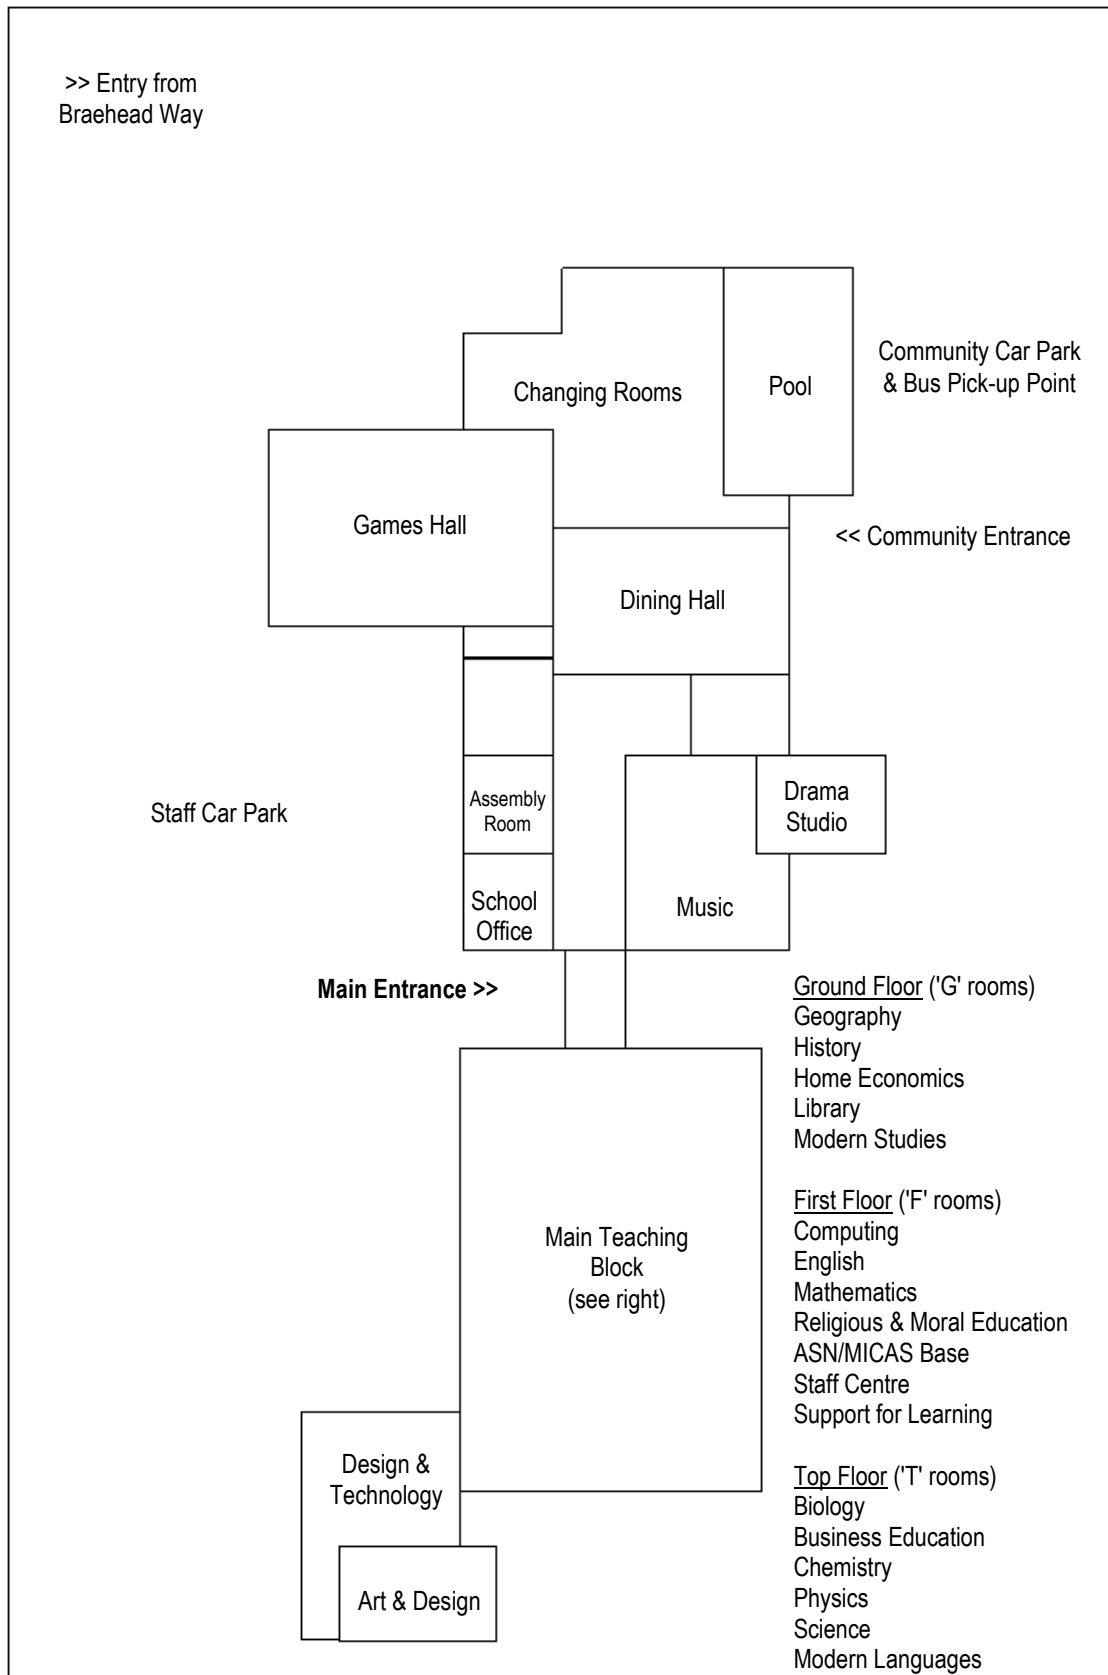 >> Entry from
Braehead Way
Community Car Park
& Bus Pick-up Point
Changing Rooms
Pool
Games Hall
<< Community Entrance
Dining Hall
Staff Car Park
Assembly
Room
Drama
Studio
School
Office
Music
Main Entrance >>
Ground Floor ('G' rooms)
Geography
History
Home Economics
Library
Modern Studies
First Floor ('F' rooms)
Computing
English
Mathematics
Religious & Moral Education
ASN/MICAS Base
Staff Centre
Support for Learning
Main Teaching
Block
(see right)
Design &
Technology
Art & Design
Top Floor ('T' rooms)
Biology
Business Education
Chemistry
Physics
Science
Modern Languages